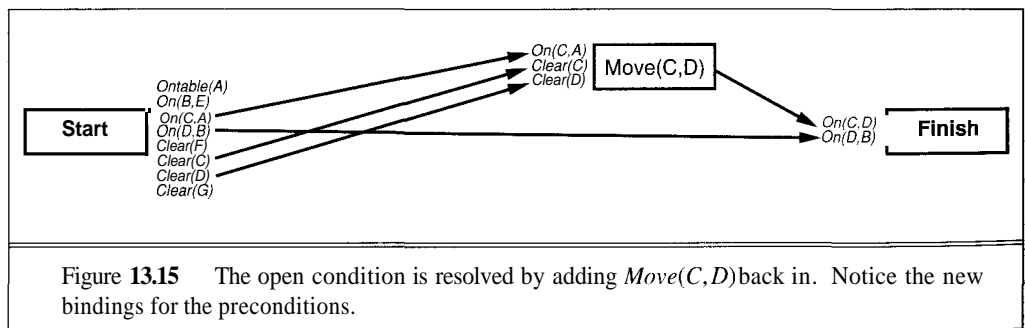 On(C,A)
Clear(C)
Clear(D)
Move(C,D)
Ontable(A)
On(B,E)
On(C,A)
On(D,B)
Clear(F)
Clear(C)
Clear(D)
Clear(G)
Start
On(C,D)
On(D,B)
Finish
Figure 13.15 The open condition is resolved by adding Move(C,D)back in. Notice the new
bindings for the preconditions.